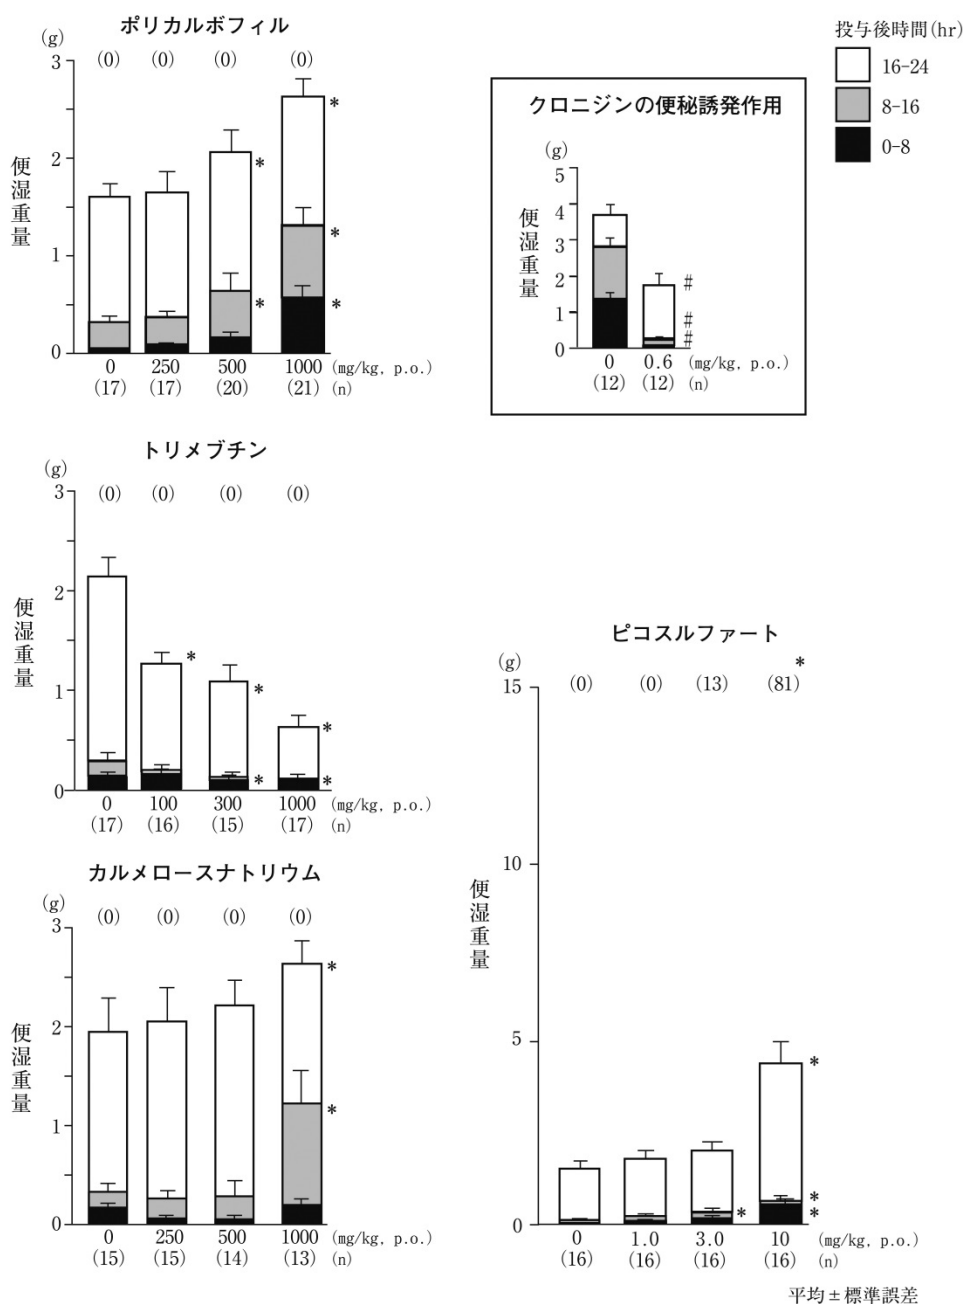 ポリカルボフィル
(g)
(0) (0) (0) (0)
3
2
1
0
便湿重量
* * * * *
0 250 500 1000 (mg/kg, p.o.)
(17) (17) (20) (21) (n)
投与後時間(hr)
16-24
8-16
0-8
クロニジンの便秘誘発作用
(g)
5
4
3
2
1
0
便湿重量
#
#
#
0 0.6 (mg/kg, p.o.)
(12) (12) (n)
トリメブチン
(g)
(0) (0) (0) (0)
3
2
1
0
便湿重量
* * * * *
0 100 300 1000 (mg/kg, p.o.)
(17) (16) (15) (17) (n)
カルメロースナトリウム
(g)
(0) (0) (0) (0)
3
2
1
0
便湿重量
*
*
0 250 500 1000 (mg/kg, p.o.)
(15) (15) (14) (13) (n)
ピコスルファート
(g)
(0) (0) (13) (81)*
15
10
5
0
便湿重量
* * * *
0 1.0 3.0 10 (mg/kg, p.o.)
(16) (16) (16) (16) (n)
平均±標準誤差